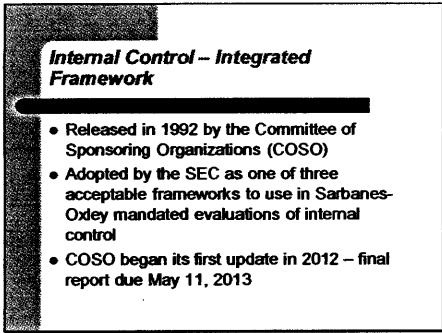 Internal Control – Integrated
Framework
● Released in 1992 by the Committee of
Sponsoring Organizations (COSO)
● Adopted by the SEC as one of three
acceptable frameworks to use in Sarbanes-
Oxley mandated evaluations of internal
control
● COSO began its first update in 2012 – final
report due May 11, 2013